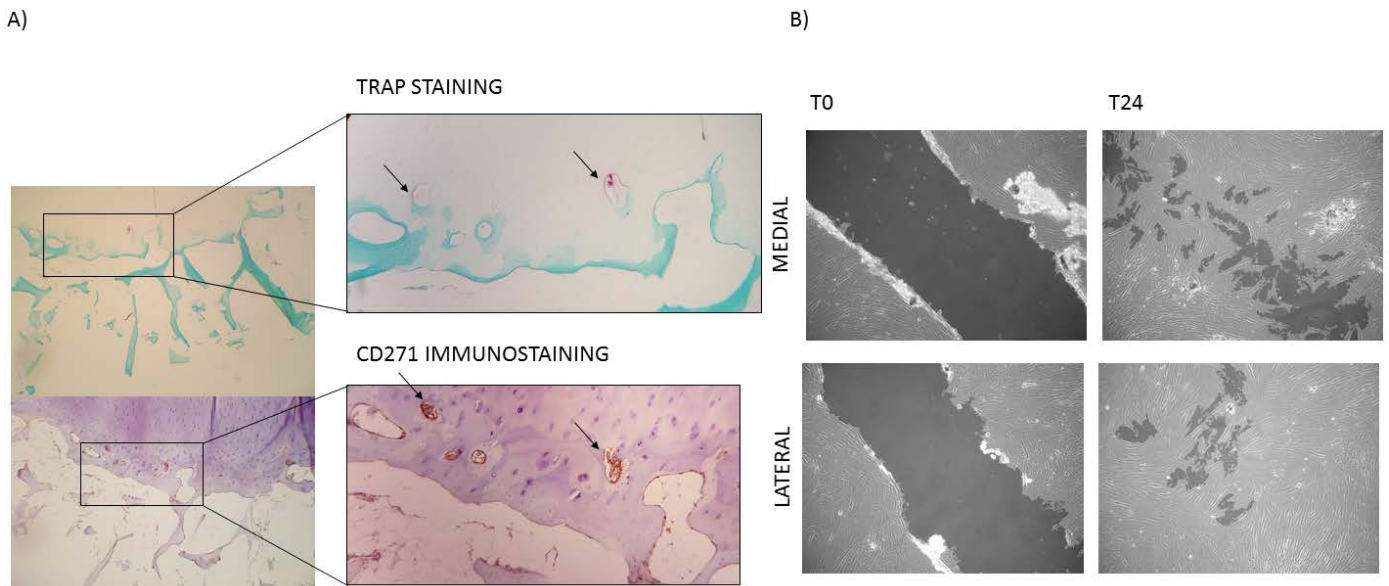 A)
B)
TRAP STAINING
T0
T24
MEDIAL
CD271 IMMUNOSTAINING
LATERAL